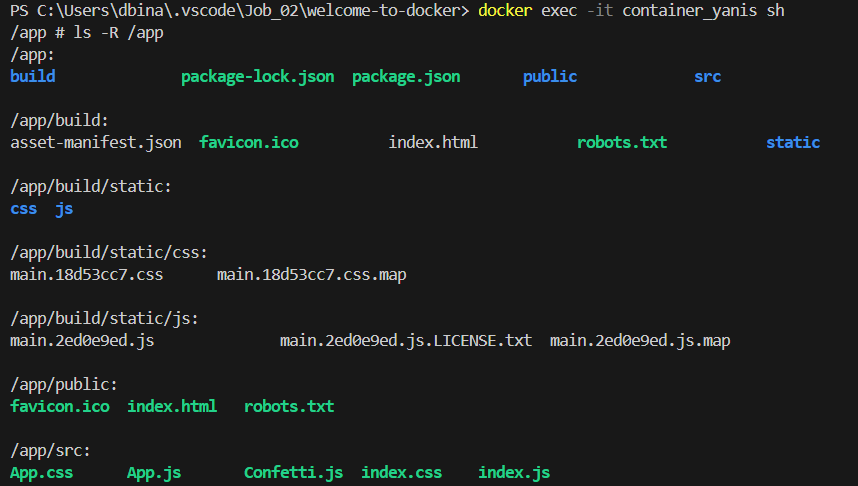 PS C:\Users\dbina\.vscode\Job_02\welcome-to-docker> docker exec -it container_yanis sh
/app # ls -R /app
/app:
build package-lock.json package.json public src
/app/build:
asset-manifest.json favicon.ico index.html robots.txt static
/app/build/static:
css js
/app/build/static/css:
main.18d53cc7.css main.18d53cc7.css.map
/app/build/static/js:
main.2ed0e9ed.js main.2ed0e9ed.js.LICENSE.txt main.2ed0e9ed.js.map
/app/public:
favicon.ico index.html robots.txt
/app/src:
App.css App.js Confetti.js index.css index.js